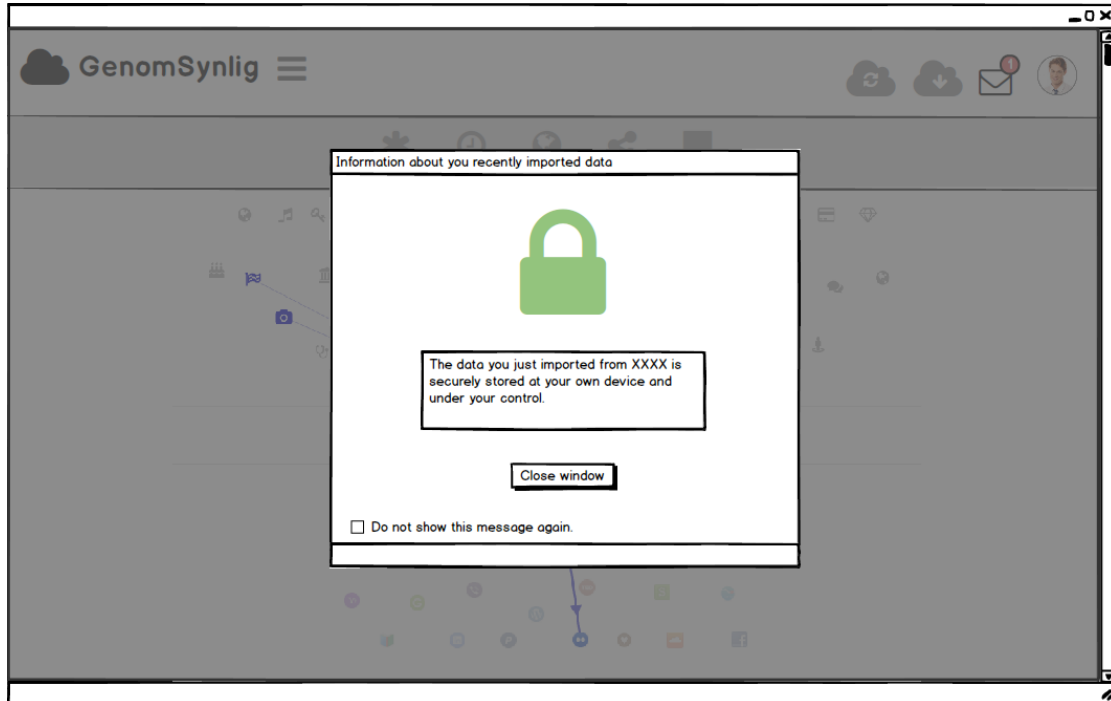 GenomSynlig
1
Information about you recently imported data
The data you just imported from XXXX is
securely stored at your own device and
under your control.
Close window
Do not show this message again.